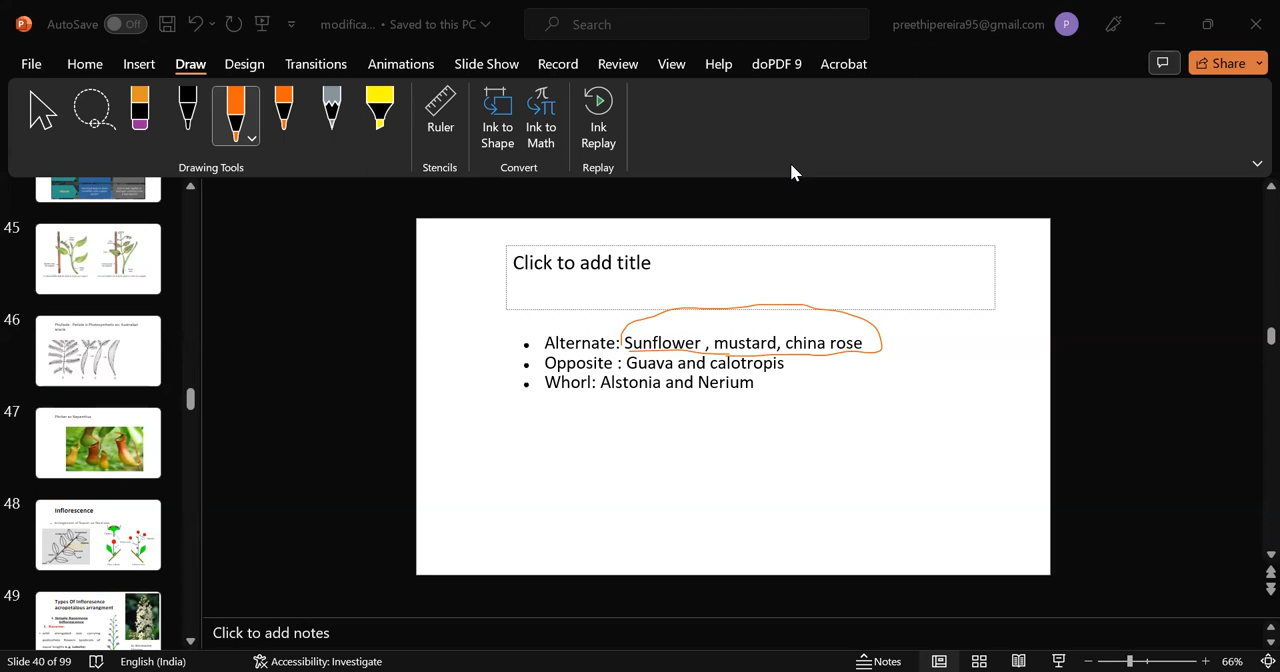 AutoSave Off modifica... • Saved to this PC Search preethipereira95@gmail.com P
File Home Insert Draw Design Transitions Animations Slide Show Record Review View Help doPDF 9 Acrobat Share
Ruler Ink to Shape Ink to Math Ink Replay
Drawing Tools Stencils Convert Replay
45
46
47
48
Inflorescence
49
Types Of Inflorosence
acropetalous arrangment
Click to add title
• Alternate: Sunflower , mustard, china rose
• Opposite : Guava and calotropis
• Whorl: Alstonia and Nerium
Click to add notes
Slide 40 of 99 English (India) Accessibility: Investigate Notes 66%